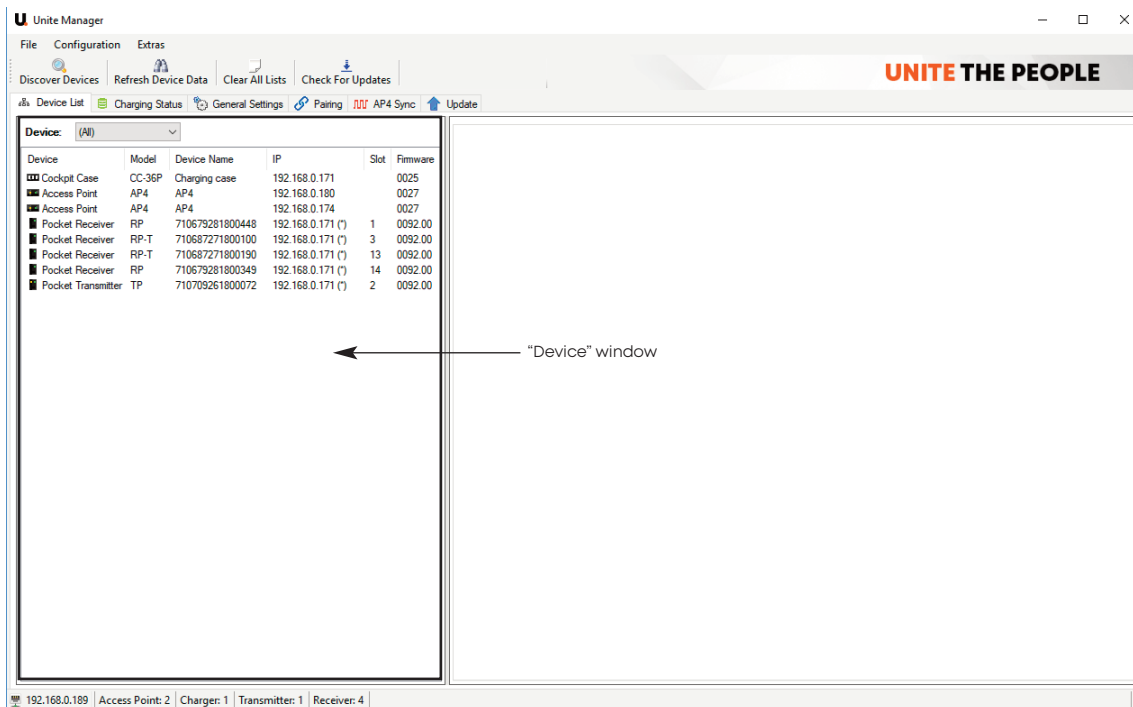 U. Unite Manager
File Configuration Extras
Discover Devices Refresh Device Data Clear All Lists Check For Updates
UNITE THE PEOPLE
Device List Charging Status General Settings Pairing AP4 Sync Update
Device: (All)
Device Model Device Name IP Slot Firmware
Cockpit Case CC-36P Charging case 192.168.0.171 0025
Access Point AP4 AP4 192.168.0.180 0027
Access Point AP4 AP4 192.168.0.174 0027
Pocket Receiver RP 710679281800448 192.168.0.171 (*) 1 0092.00
Pocket Receiver RP-T 710687271800100 192.168.0.171 (*) 3 0092.00
Pocket Receiver RP-T 710687271800190 192.168.0.171 (*) 13 0092.00
Pocket Receiver RP 710679281800349 192.168.0.171 (*) 14 0092.00
Pocket Transmitter TP 710709261800072 192.168.0.171 (*) 2 0092.00
“Device” window
192.168.0.189 Access Point: 2 Charger: 1 Transmitter: 1 Receiver: 4